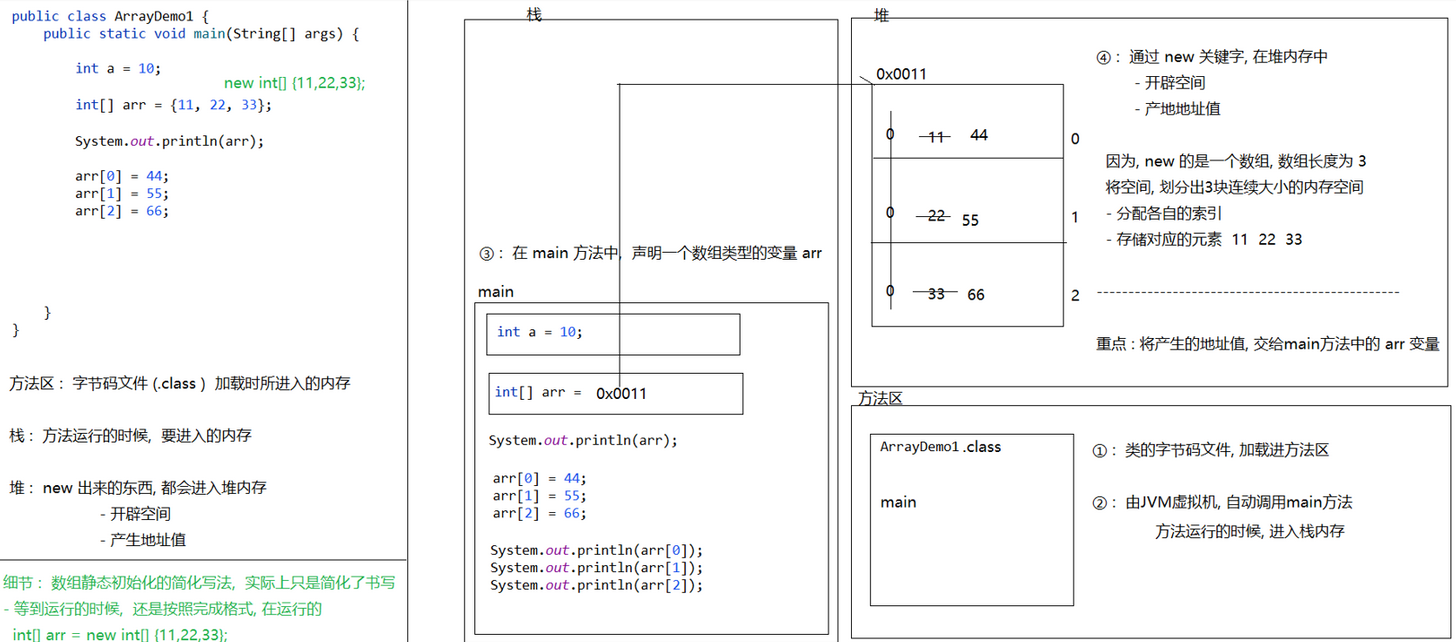 public class ArrayDemo1 {
public static void main(String[] args) {
int a = 10;
new int[] {11,22,33};
int[] arr = {11, 22, 33};
System.out.println(arr);
arr[0] = 44;
arr[1] = 55;
arr[2] = 66;
}
}
方法区： 字节码文件 (.class ) 加载时所进入的内存
栈： 方法运行的时候, 要进入的内存
堆： new 出来的东西, 都会进入堆内存
- 开辟空间
- 产生地址值
细节： 数组静态初始化的简化写法, 实际上只是简化了书写
- 等到运行的时候, 还是按照完成格式, 在运行的
int[] arr = new int[] {11,22,33};
栈
③： 在 main 方法中, 声明一个数组类型的变量 arr
main
int a = 10;
int[] arr = 0x0011
System.out.println(arr);
arr[0] = 44;
arr[1] = 55;
arr[2] = 66;
System.out.println(arr[0]);
System.out.println(arr[1]);
System.out.println(arr[2]);
堆
0x0011
0 11 44 0
0 22 55 1
0 33 66 2
④： 通过 new 关键字, 在堆内存中
- 开辟空间
- 产地地址值
因为, new 的是一个数组, 数组长度为 3
将空间, 划分出3块连续大小的内存空间
- 分配各自的索引
- 存储对应的元素 11 22 33
-------------------------------------------------
重点 : 将产生的地址值, 交给main方法中的 arr 变量
方法区
ArrayDemo1.class
main
①： 类的字节码文件, 加载进方法区
②： 由JVM虚拟机, 自动调用main方法
方法运行的时候, 进入栈内存